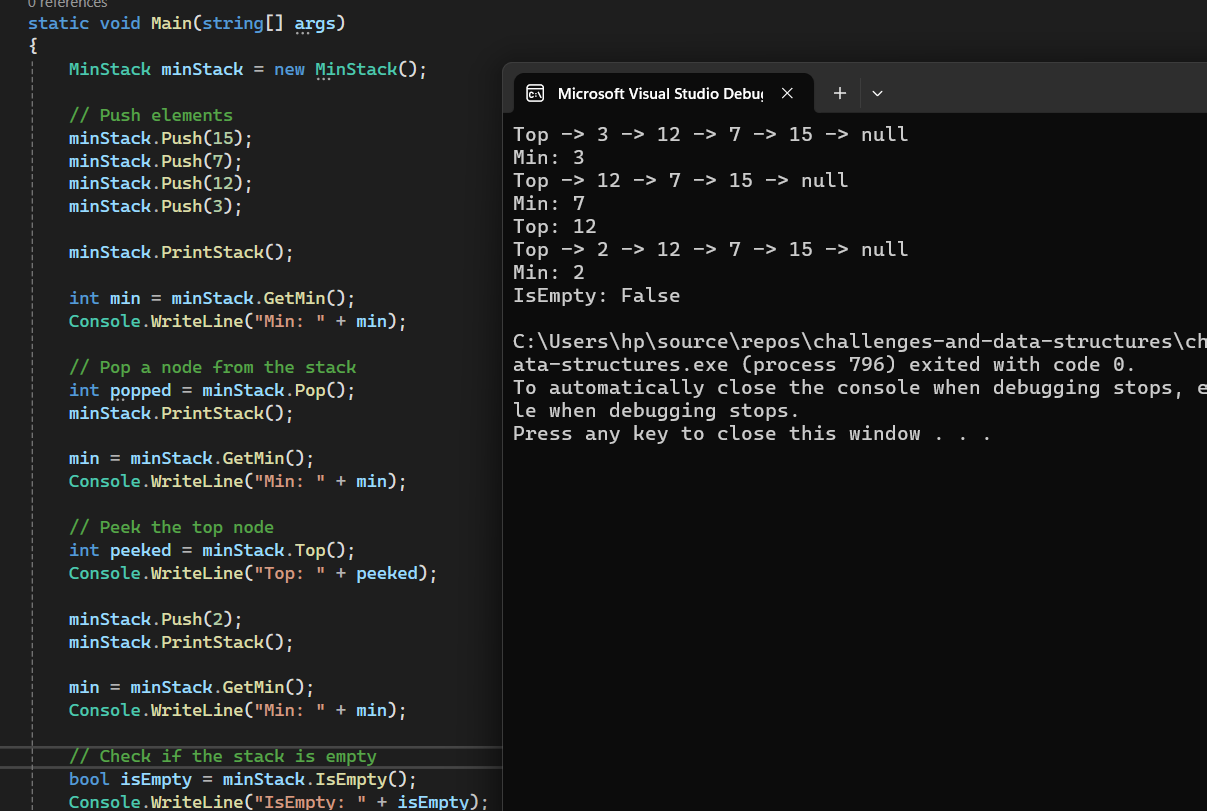 0 references
static void Main(string[] args)
{
MinStack minStack = new MinStack();
// Push elements
minStack.Push(15);
minStack.Push(7);
minStack.Push(12);
minStack.Push(3);
minStack.PrintStack();
int min = minStack.GetMin();
Console.WriteLine("Min: " + min);
// Pop a node from the stack
int popped = minStack.Pop();
minStack.PrintStack();
min = minStack.GetMin();
Console.WriteLine("Min: " + min);
// Peek the top node
int peeked = minStack.Top();
Console.WriteLine("Top: " + peeked);
minStack.Push(2);
minStack.PrintStack();
min = minStack.GetMin();
Console.WriteLine("Min: " + min);
// Check if the stack is empty
bool isEmpty = minStack.IsEmpty();
Console.WriteLine("IsEmpty: " + isEmpty);
Microsoft Visual Studio Debug
Top -> 3 -> 12 -> 7 -> 15 -> null
Min: 3
Top -> 12 -> 7 -> 15 -> null
Min: 7
Top: 12
Top -> 2 -> 12 -> 7 -> 15 -> null
Min: 2
IsEmpty: False
C:\Users\hp\source\repos\challenges-and-data-structures\ch
ata-structures.exe (process 796) exited with code 0.
To automatically close the console when debugging stops, e
le when debugging stops.
Press any key to close this window . . .